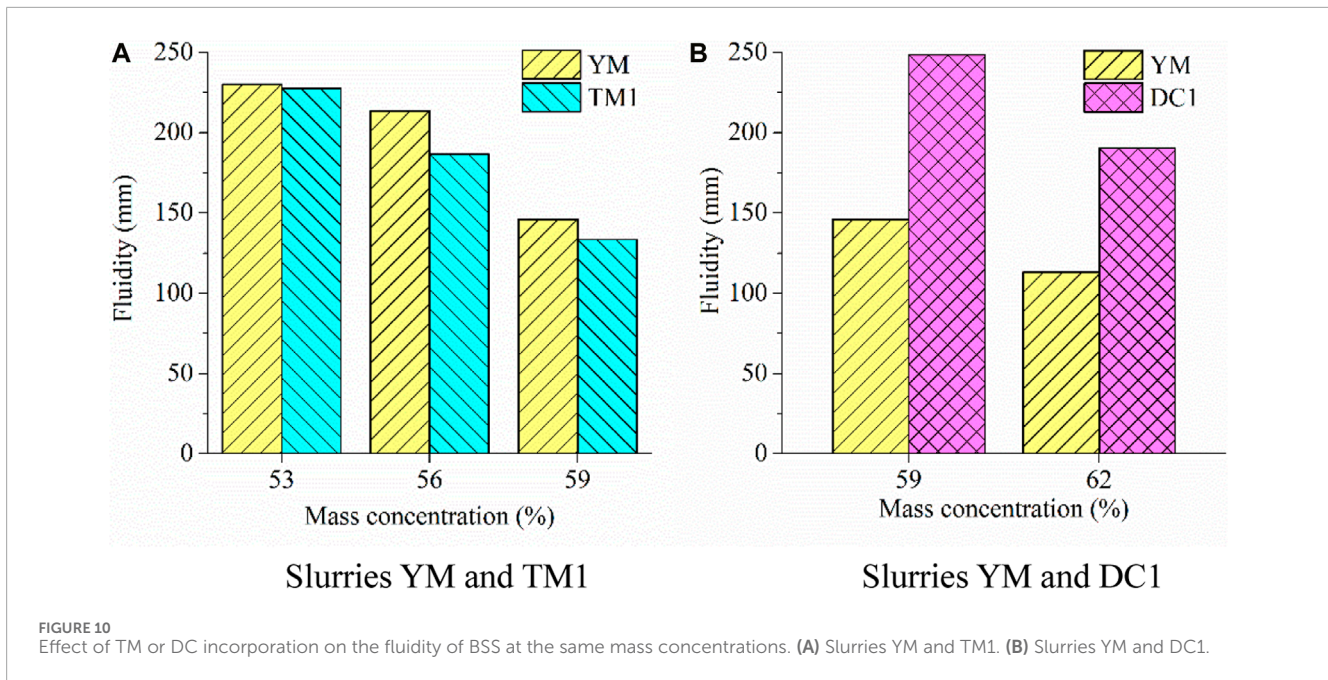 A
250
200
150
100
50
0
Fluidity (mm)
YM
TM1
53
56
59
Mass concentration (%)
Slurries YM and TM1
B
250
200
150
100
50
0
Fluidity (mm)
YM
DC1
59
62
Mass concentration (%)
Slurries YM and DC1
FIGURE 10
Effect of TM or DC incorporation on the fluidity of BSS at the same mass concentrations. (A) Slurries YM and TM1. (B) Slurries YM and DC1.